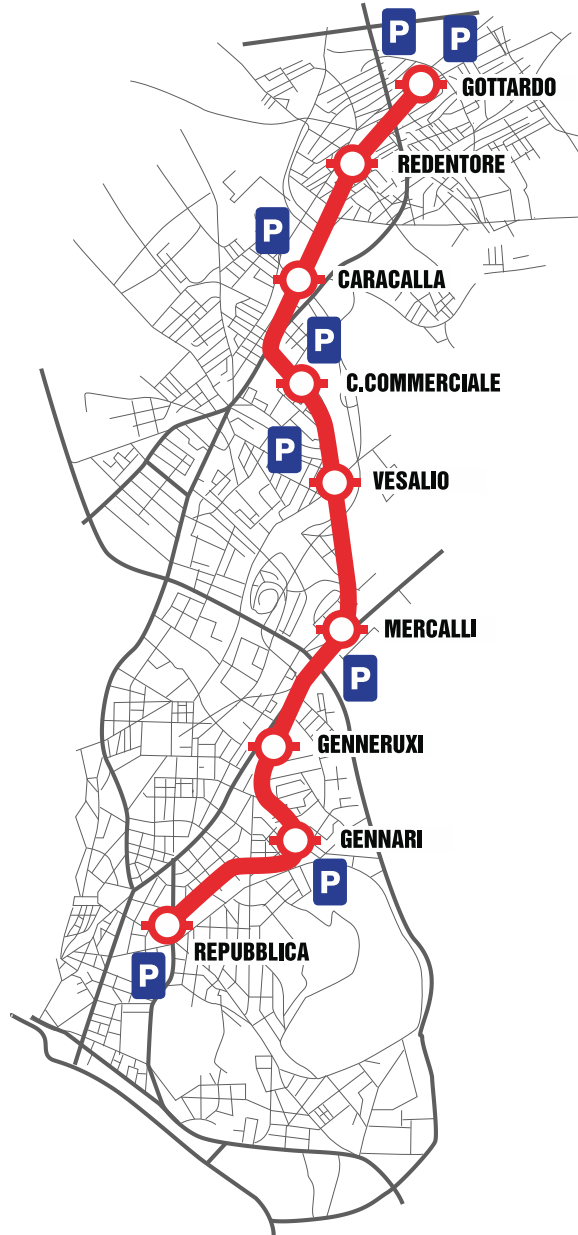 P
P
GOTTARDO
REDENTORE
P
CARACALLA
P
C.COMMERCIALE
P
VESALIO
MERCALLI
P
GENNERUXI
GENNARI
P
REPUBBLICA
P